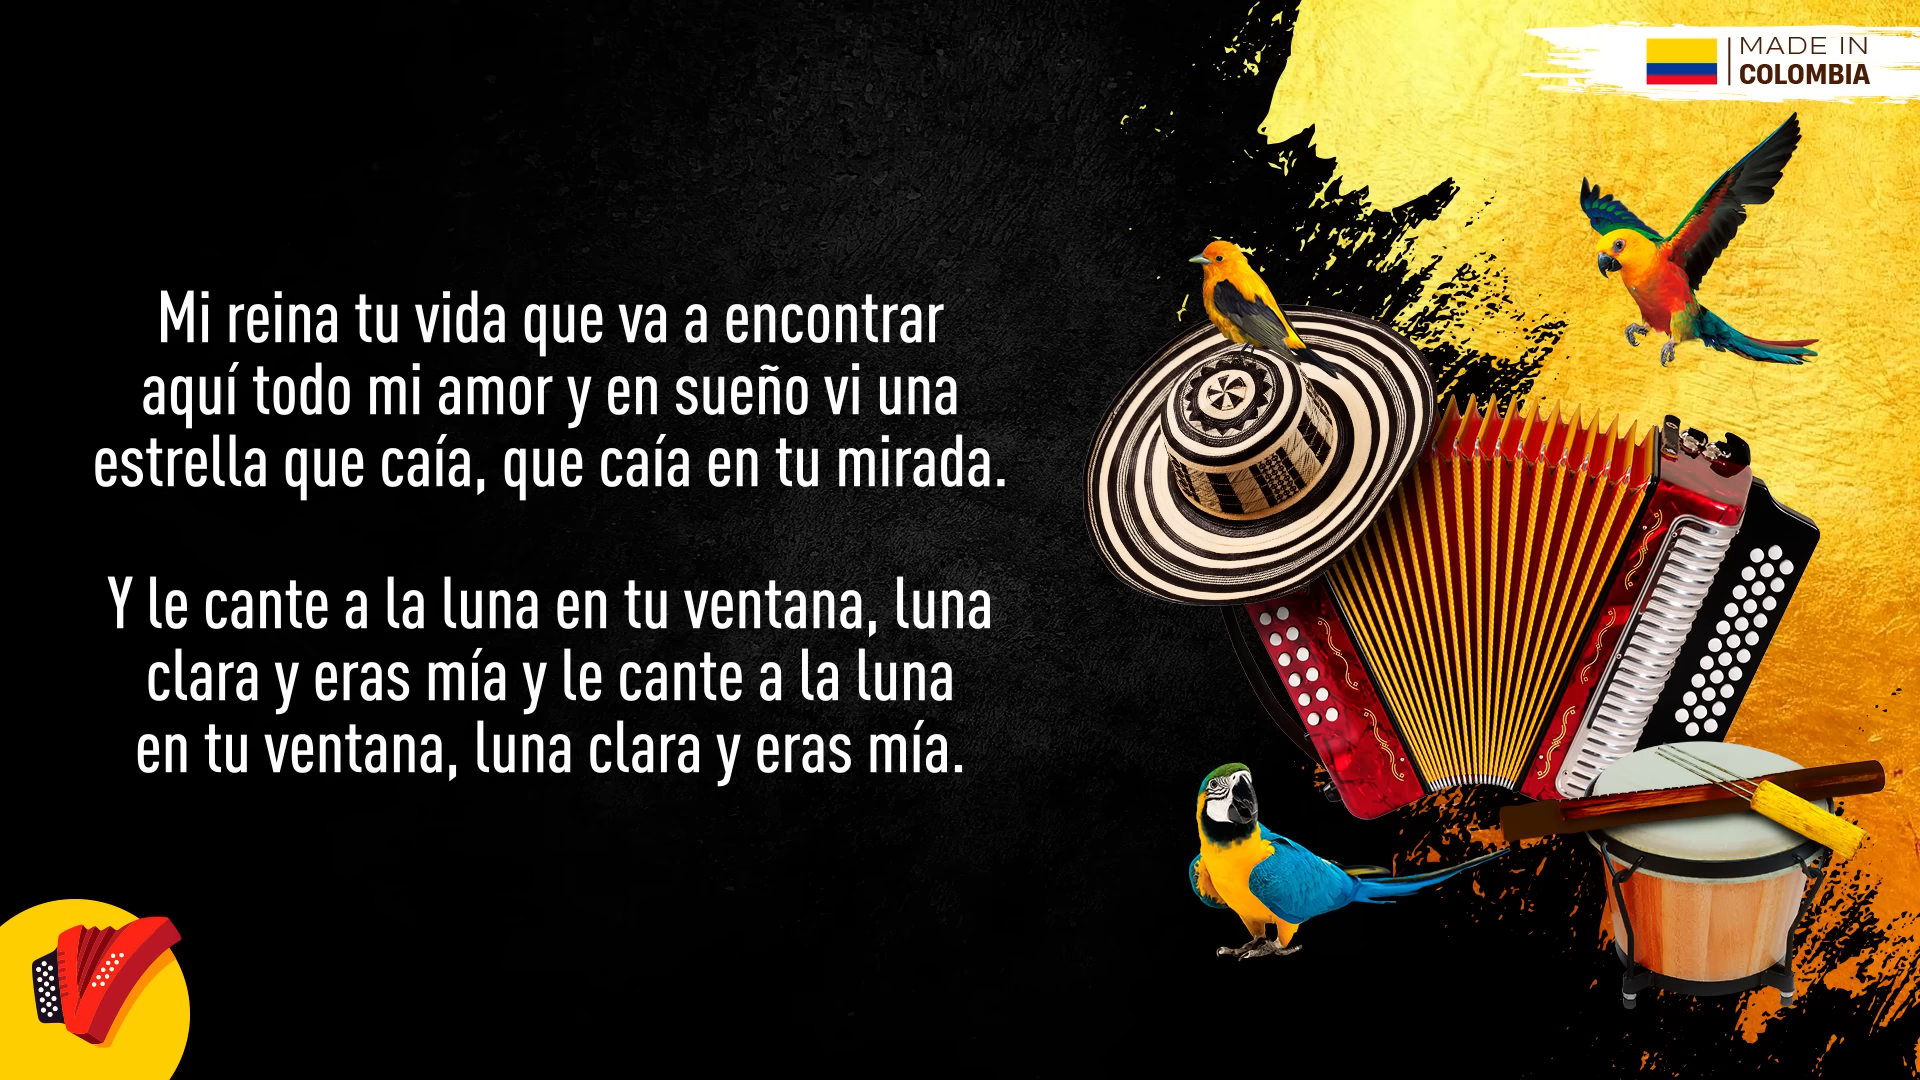 MADE IN
COLOMBIA
Mi reina tu vida que va a encontrar
aquí todo mi amor y en sueño vi una
estrella que caía, que caía en tu mirada.
Y le cante a la luna en tu ventana, luna
clara y eras mía y le cante a la luna
en tu ventana, luna clara y eras mía.